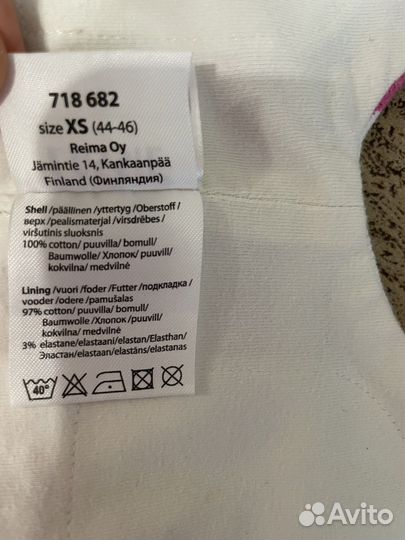 718 682
size XS (44-46)
Reima Oy
Jämintie 14, Kankaanpää
Finland (Финляндия)
Shell /päällinen /yttertyg /Oberstoff /
верх /pealismaterjal /virsdrēbes /
viršutinis sluoksnis
100% cotton/ puuvilla/ bomull/
Baumwolle /Хлопок /puuvill/
kokvilna / medvilnė
Lining /vuori /foder /Futter /подкладка /
vooder /odere /pamušalas
97% cotton/ puuvilla/ bomull/
Baumwolle /Хлопок /puuvill/
kokvilna / medvilnė
3% elastane/elastaani/elastan/Elasthan/
Эластан/elastaan/elastāns/elastanas
40°
Avito